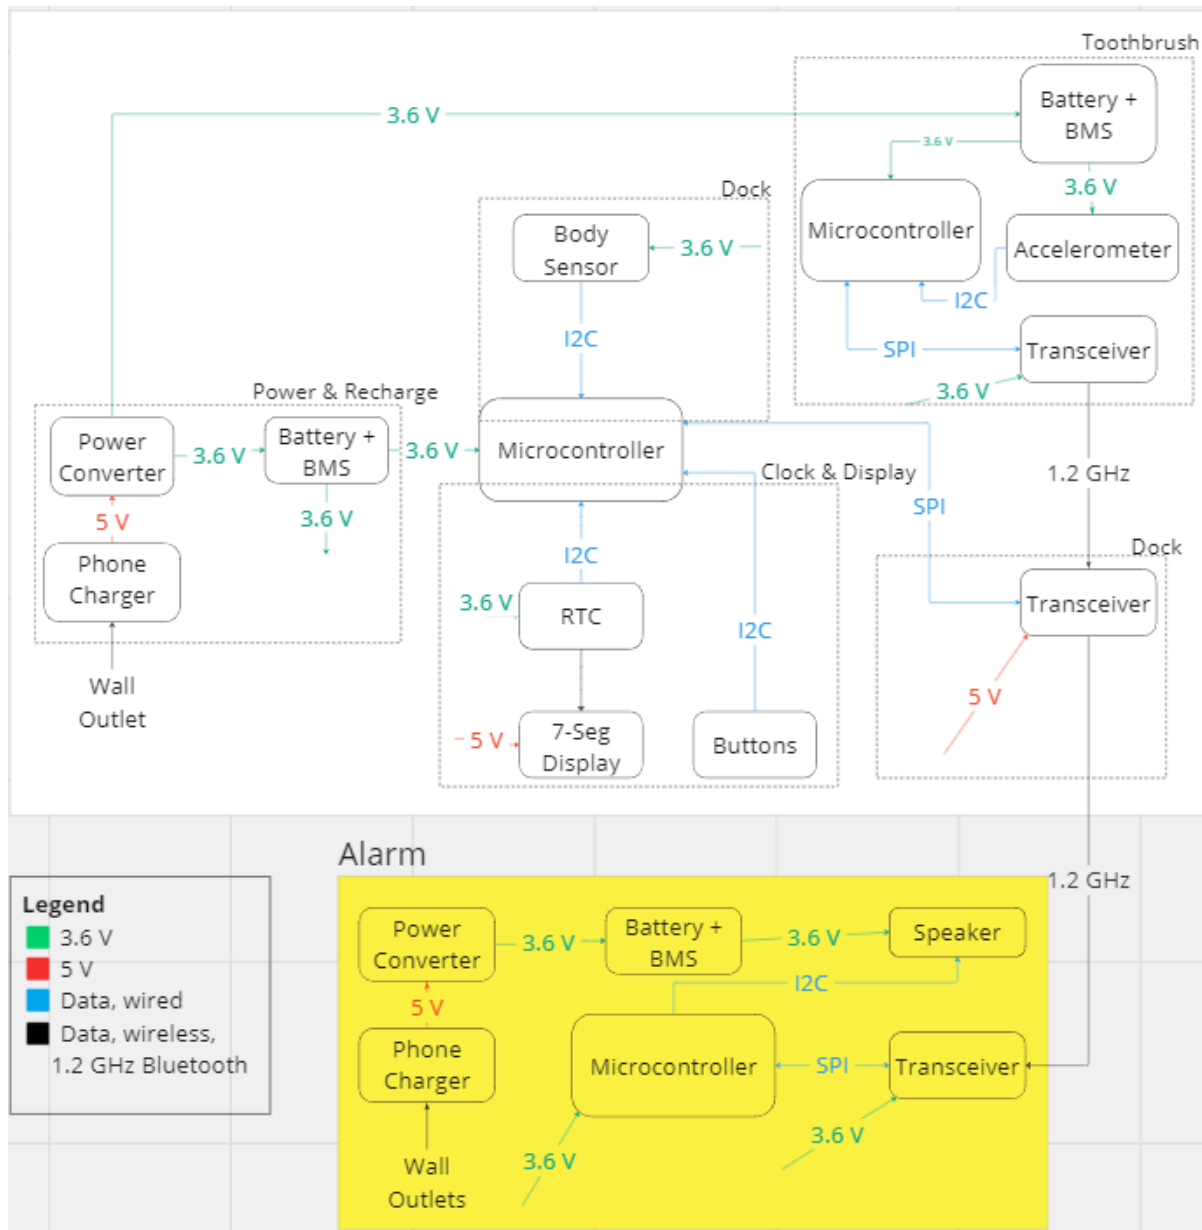 Toothbrush
Battery +
BMS
3.6 V
3.6 V
3.6 V
Microcontroller
Accelerometer
I2C
SPI
Transceiver
3.6 V
Dock
Body
Sensor
3.6 V
I2C
Power & Recharge
Power
Converter
3.6 V
Battery +
BMS
3.6 V
3.6 V
5 V
Phone
Charger
Wall
Outlet
Microcontroller
Clock & Display
SPI
I2C
3.6 V
RTC
I2C
5 V
7-Seg
Display
Buttons
1.2 GHz
Dock
Transceiver
5 V
1.2 GHz
Alarm
Power
Converter
3.6 V
Battery +
BMS
3.6 V
Speaker
I2C
5 V
Phone
Charger
Microcontroller
SPI
Transceiver
3.6 V
3.6 V
Wall
Outlets
Legend
3.6 V
5 V
Data, wired
Data, wireless,
1.2 GHz Bluetooth